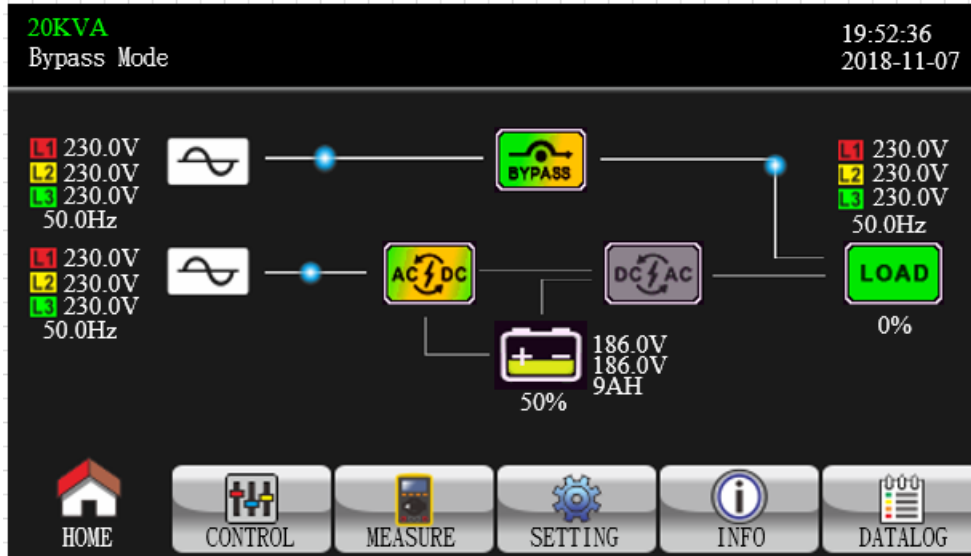 20KVA
Bypass Mode
19:52:36
2018-11-07
L1 230.0V
L2 230.0V
L3 230.0V
50.0Hz
BYPASS
L1 230.0V
L2 230.0V
L3 230.0V
50.0Hz
L1 230.0V
L2 230.0V
L3 230.0V
50.0Hz
AC DC
DC AC
LOAD
0%
+ −
186.0V
186.0V
9AH
50%
HOME
CONTROL
MEASURE
SETTING
INFO
DATALOG